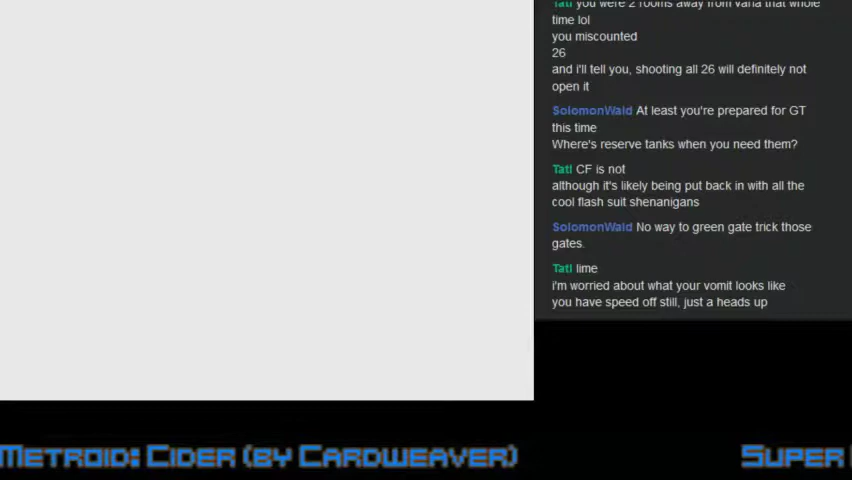 Tatl you were 2 rooms away from varia that whole
time lol
you miscounted
26
and i'll tell you, shooting all 26 will definitely not
open it
SolomonWald At least you're prepared for GT
this time
Where's reserve tanks when you need them?
Tatl CF is not
although it's likely being put back in with all the
cool flash suit shenanigans
SolomonWald No way to green gate trick those
gates.
Tatl lime
i'm worried about what your vomit looks like
you have speed off still, just a heads up
Metroid: Cider (by Cardweaver) Super